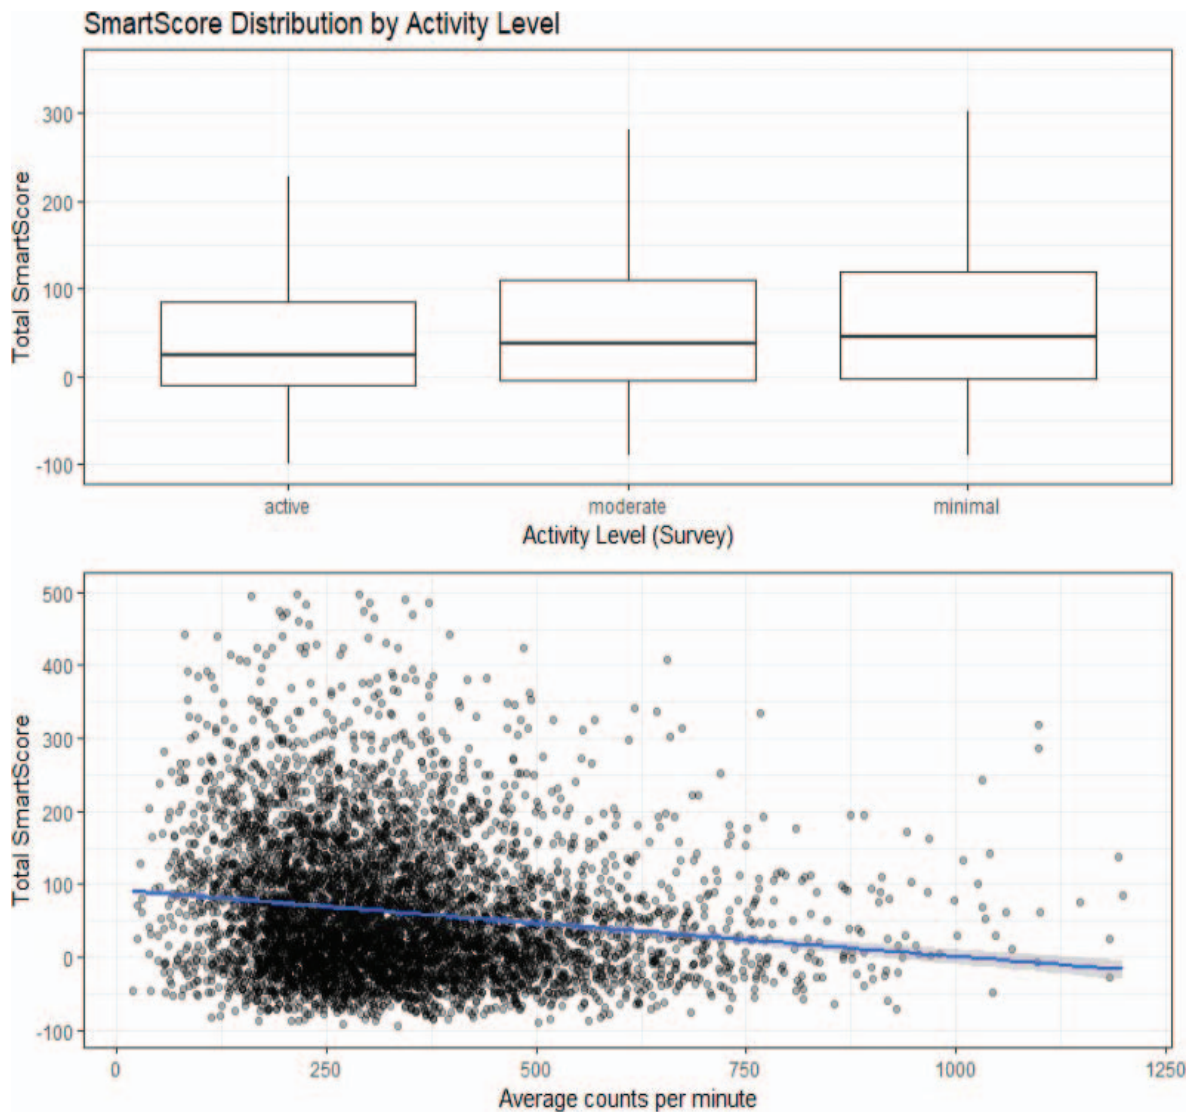 SmartScore Distribution by Activity Level
Total SmartScore
300
200
100
0
-100
active moderate minimal
Activity Level (Survey)
Total SmartScore
500
400
300
200
100
0
-100
0 250 500 750 1000 1250
Average counts per minute